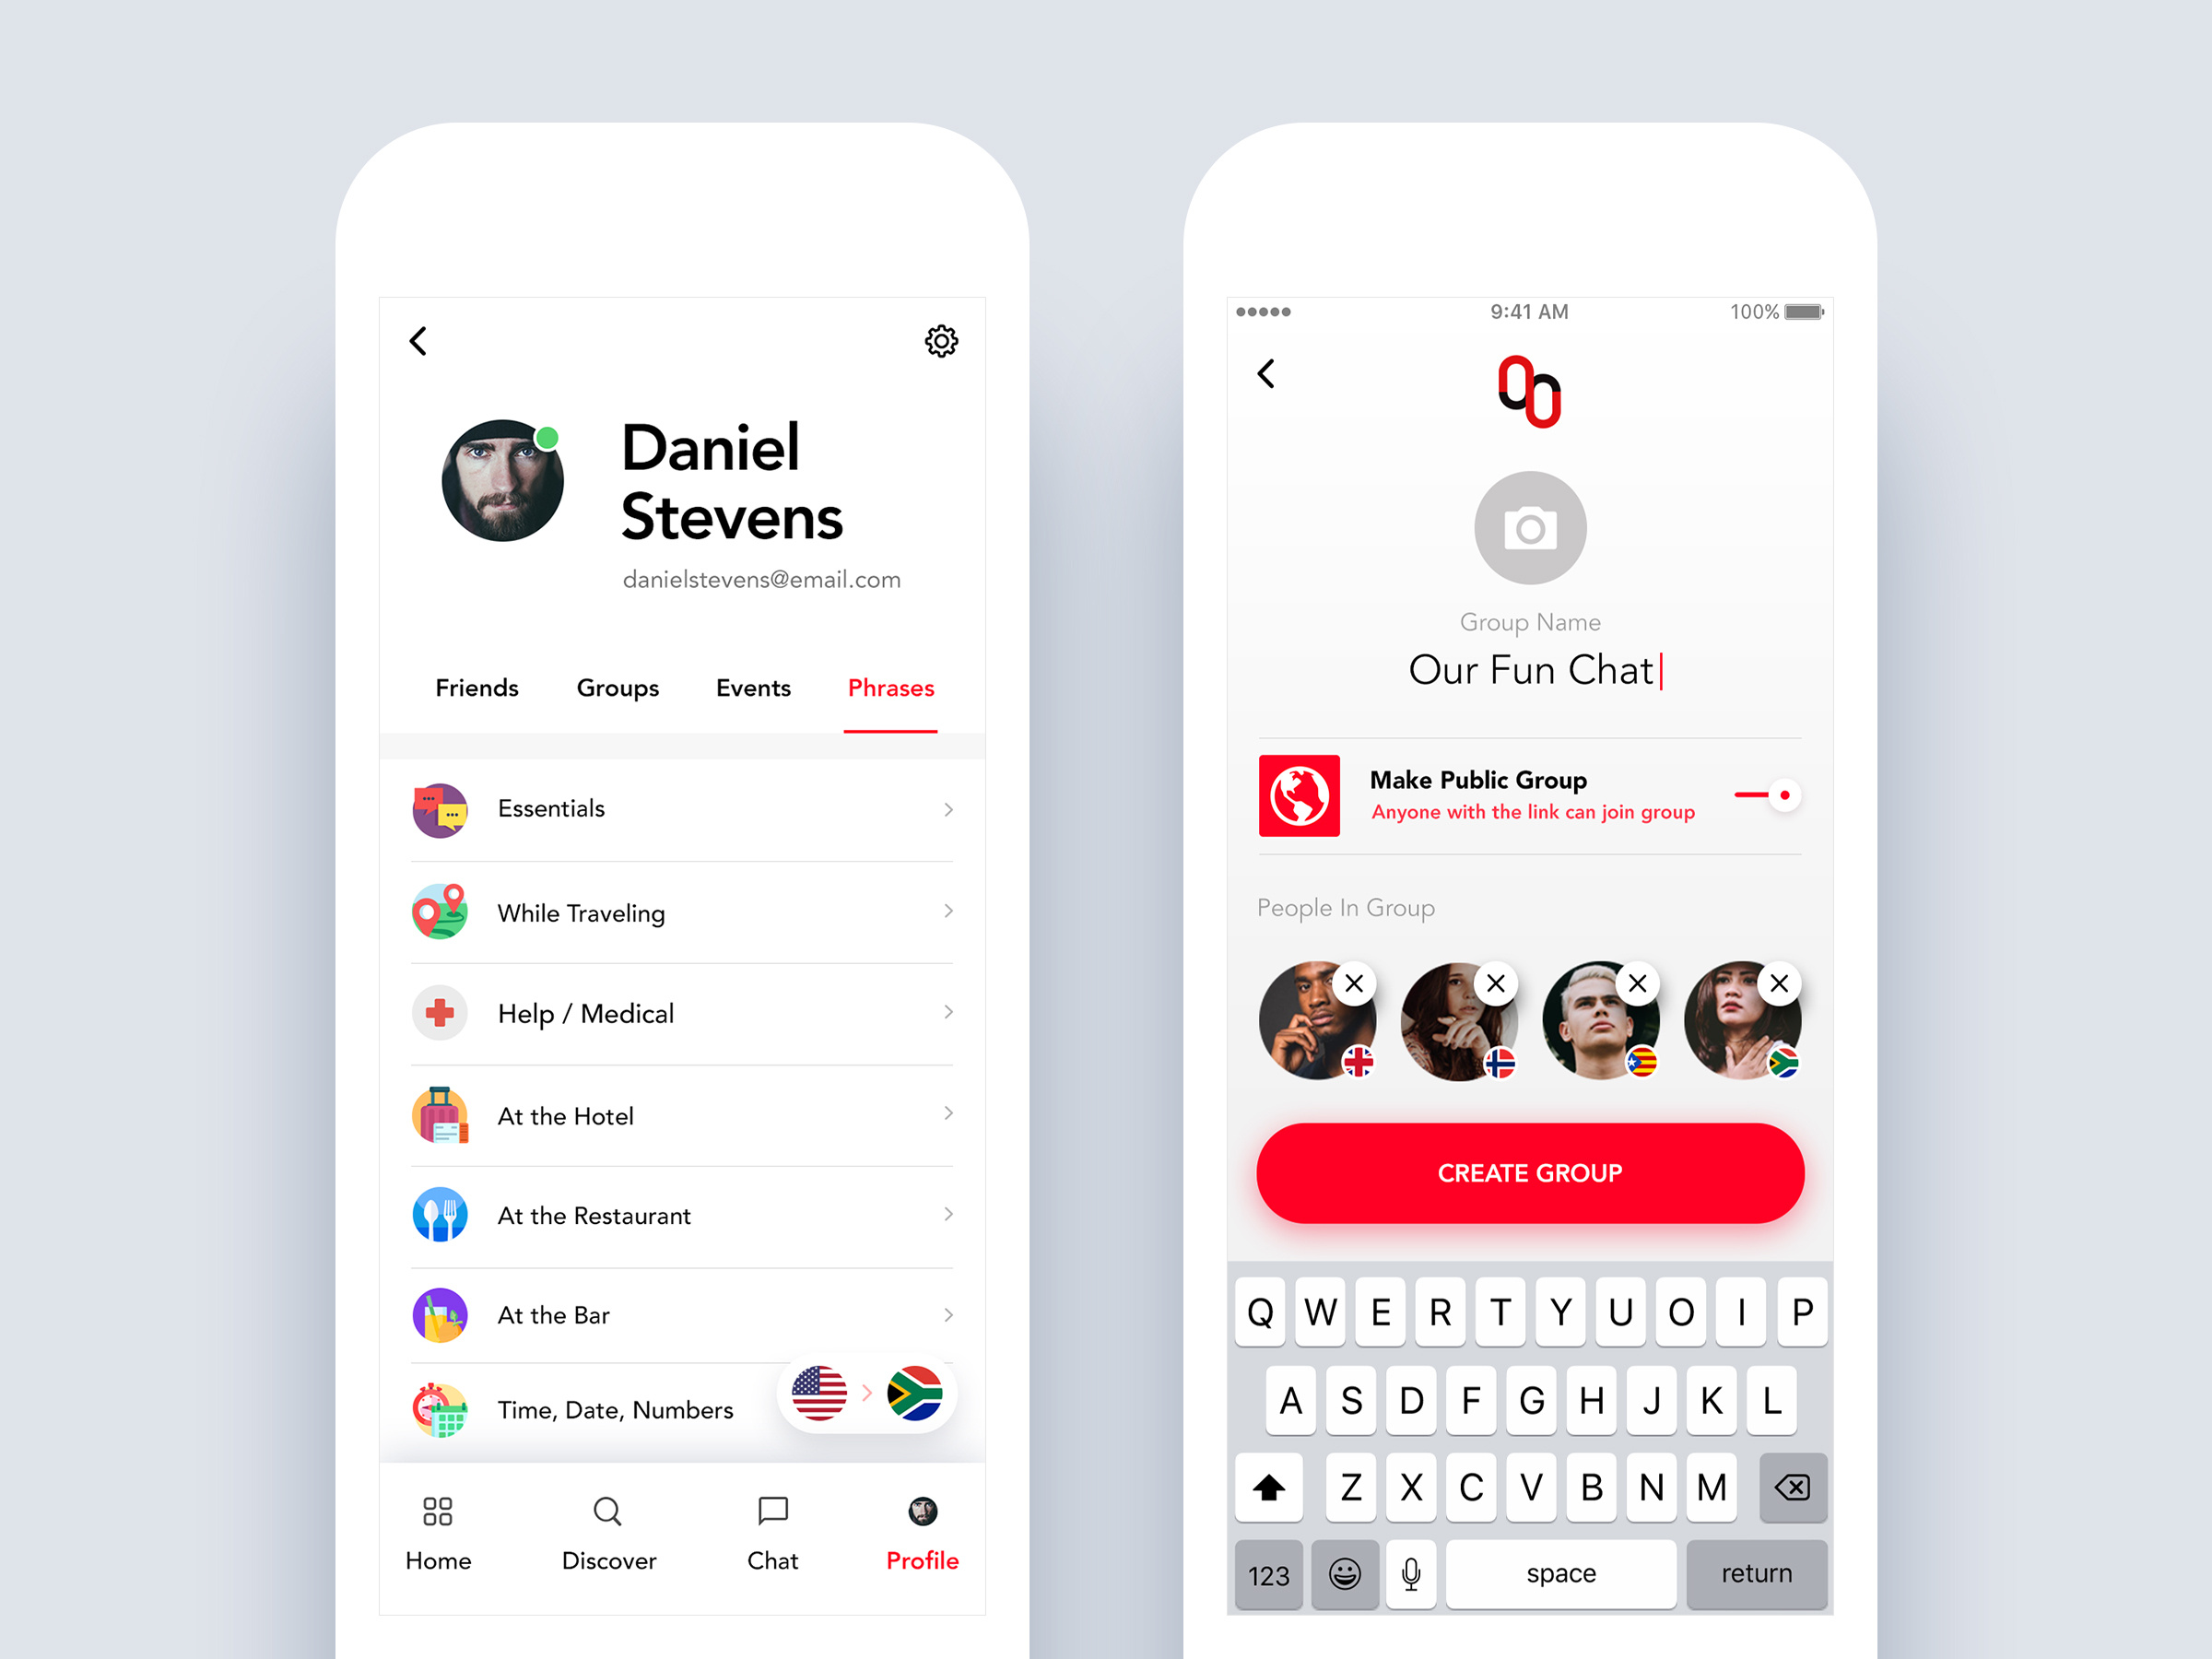 Daniel
Stevens
danielstevens@email.com
Friends Groups Events Phrases
Essentials
While Traveling
Help / Medical
At the Hotel
At the Restaurant
At the Bar
Time, Date, Numbers
Home Discover Chat Profile
9:41 AM 100%
Group Name
Our Fun Chat
Make Public Group
Anyone with the link can join group
People In Group
CREATE GROUP
Q W E R T Y U O I P
A S D F G H J K L
Z X C V B N M
123 space return